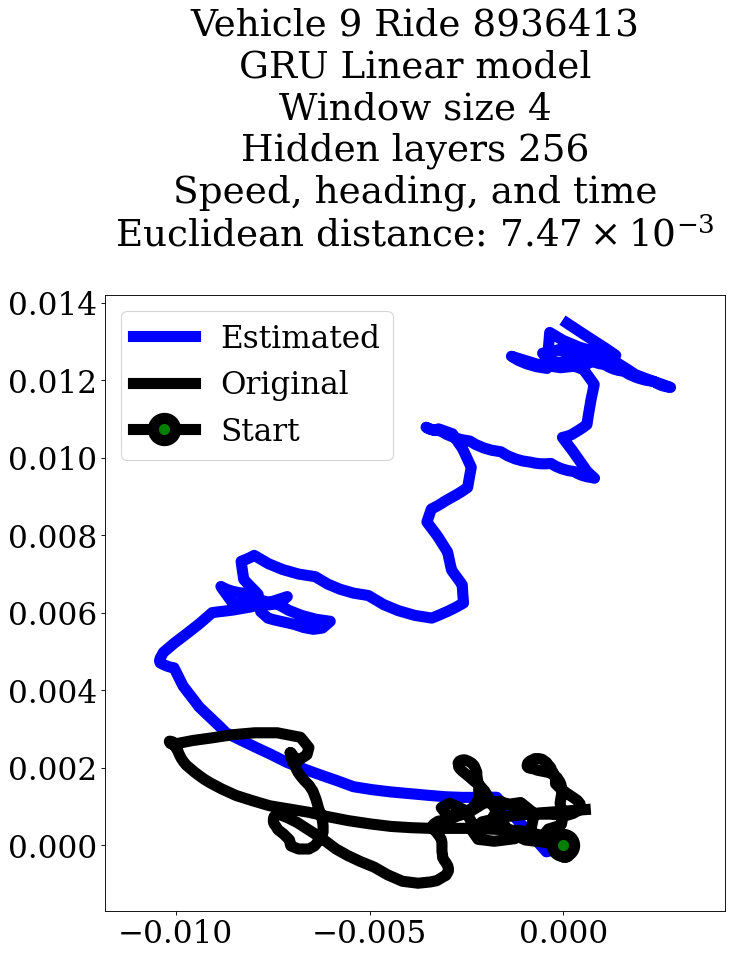 Vehicle 9 Ride 8936413
GRU Linear model
Window size 4
Hidden layers 256
Speed, heading, and time
Euclidean distance: 7.47 × 10⁻³
0.014
0.012
0.010
0.008
0.006
0.004
0.002
0.000
Estimated
Original
Start
−0.010
−0.005
0.000